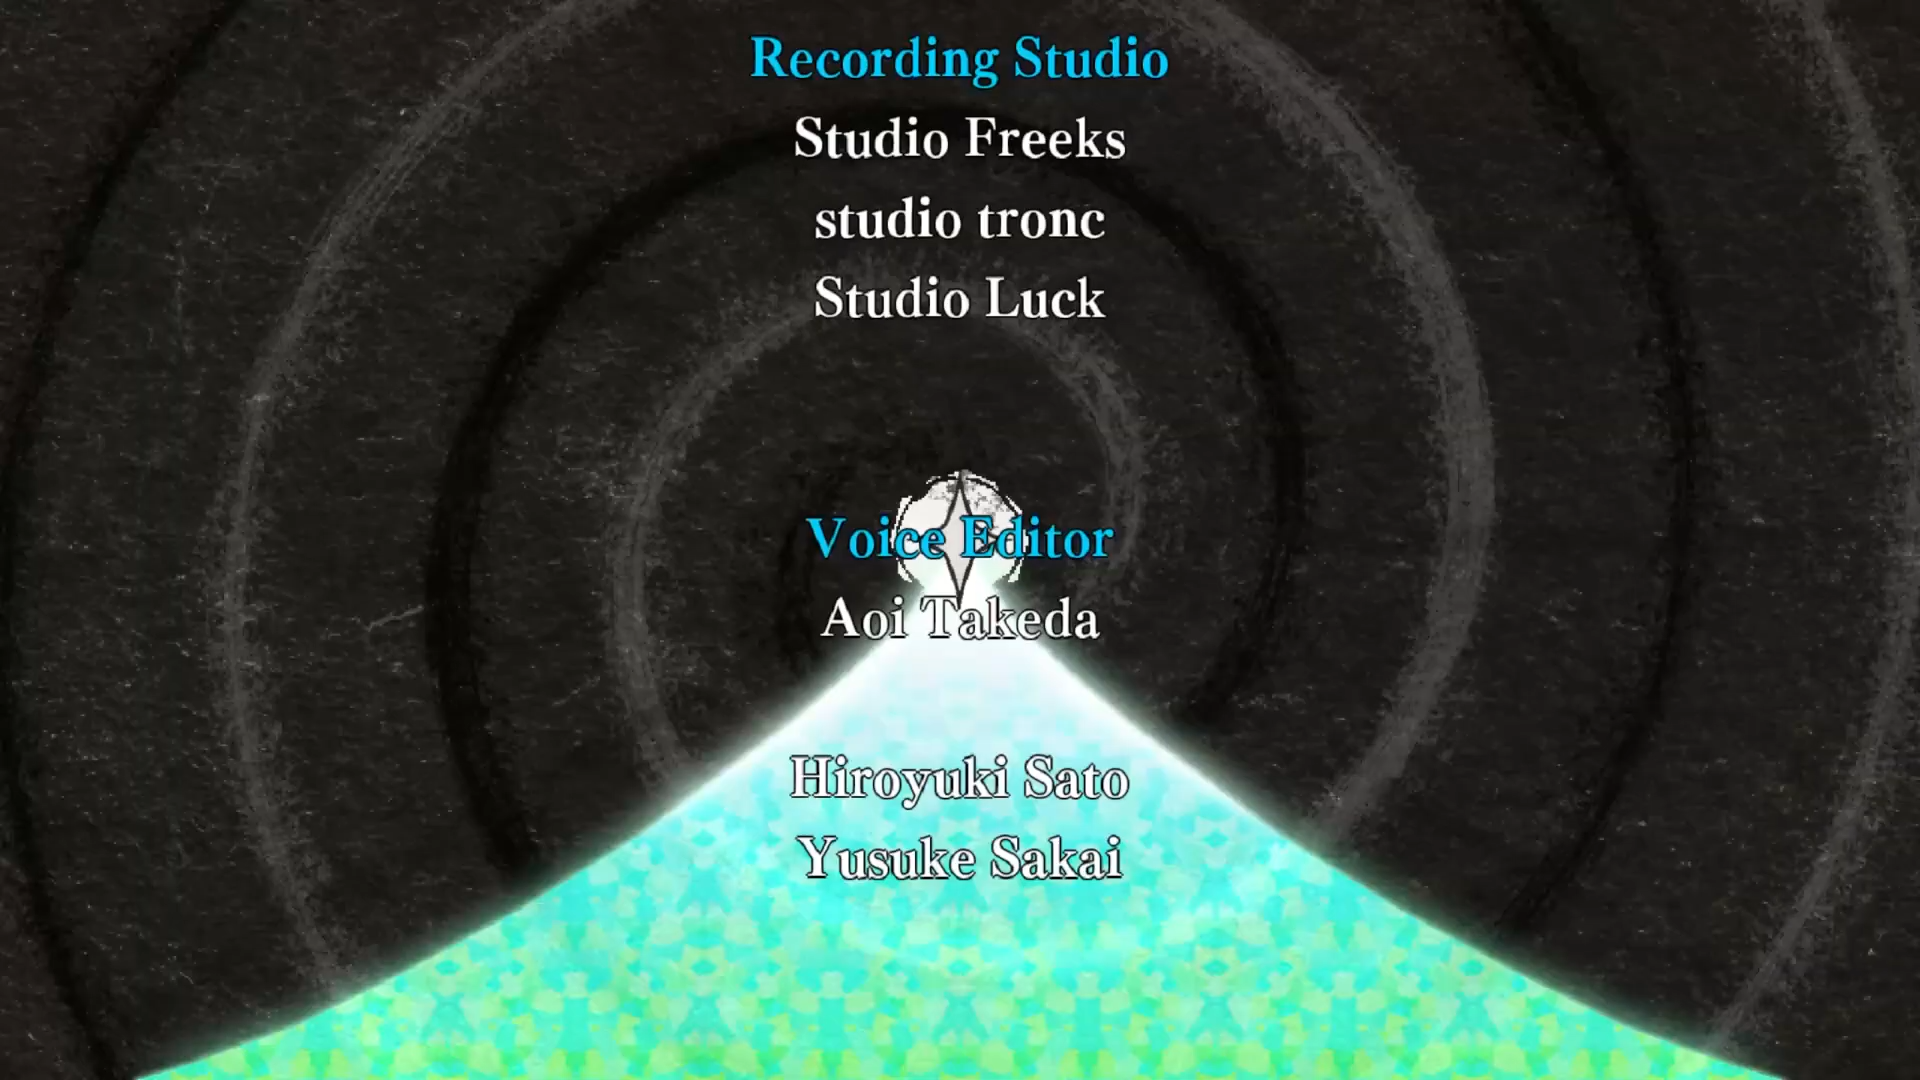 Recording Studio
Studio Freeks
studio tronc
Studio Luck
Voice Editor
Aoi Takeda
Hiroyuki Sato
Yusuke Sakai